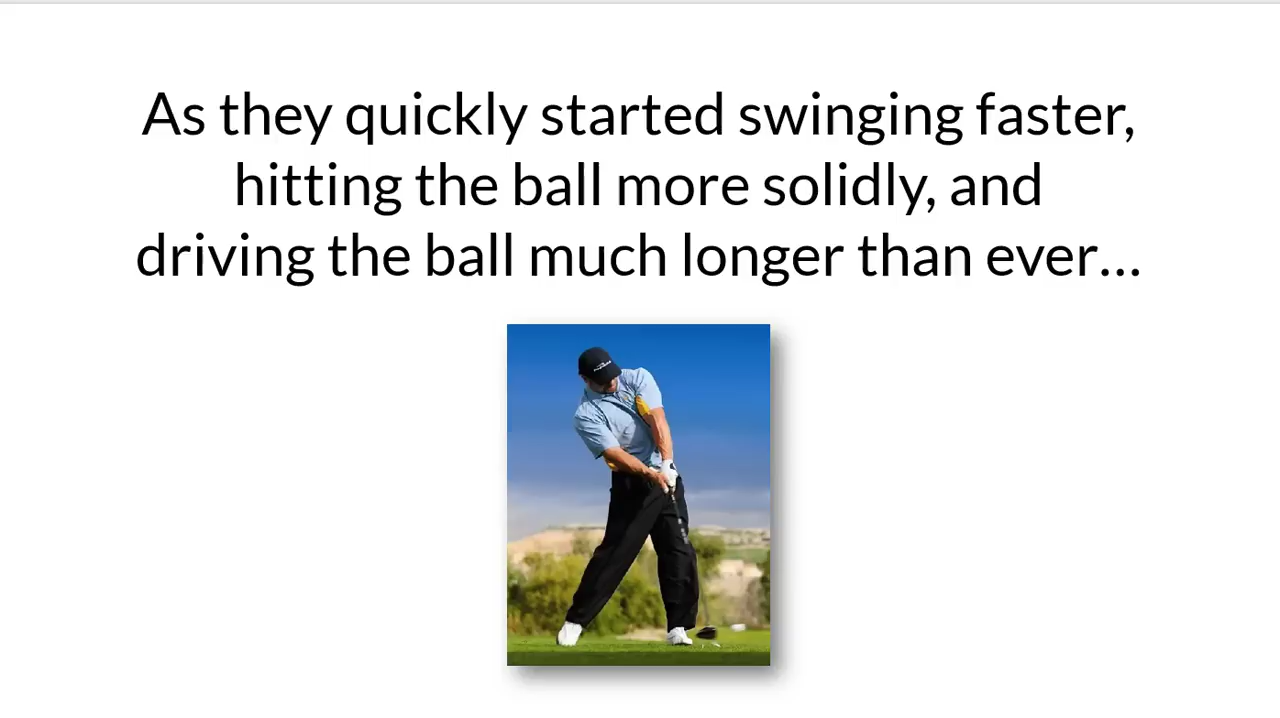 As they quickly started swinging faster,
hitting the ball more solidly, and
driving the ball much longer than ever...